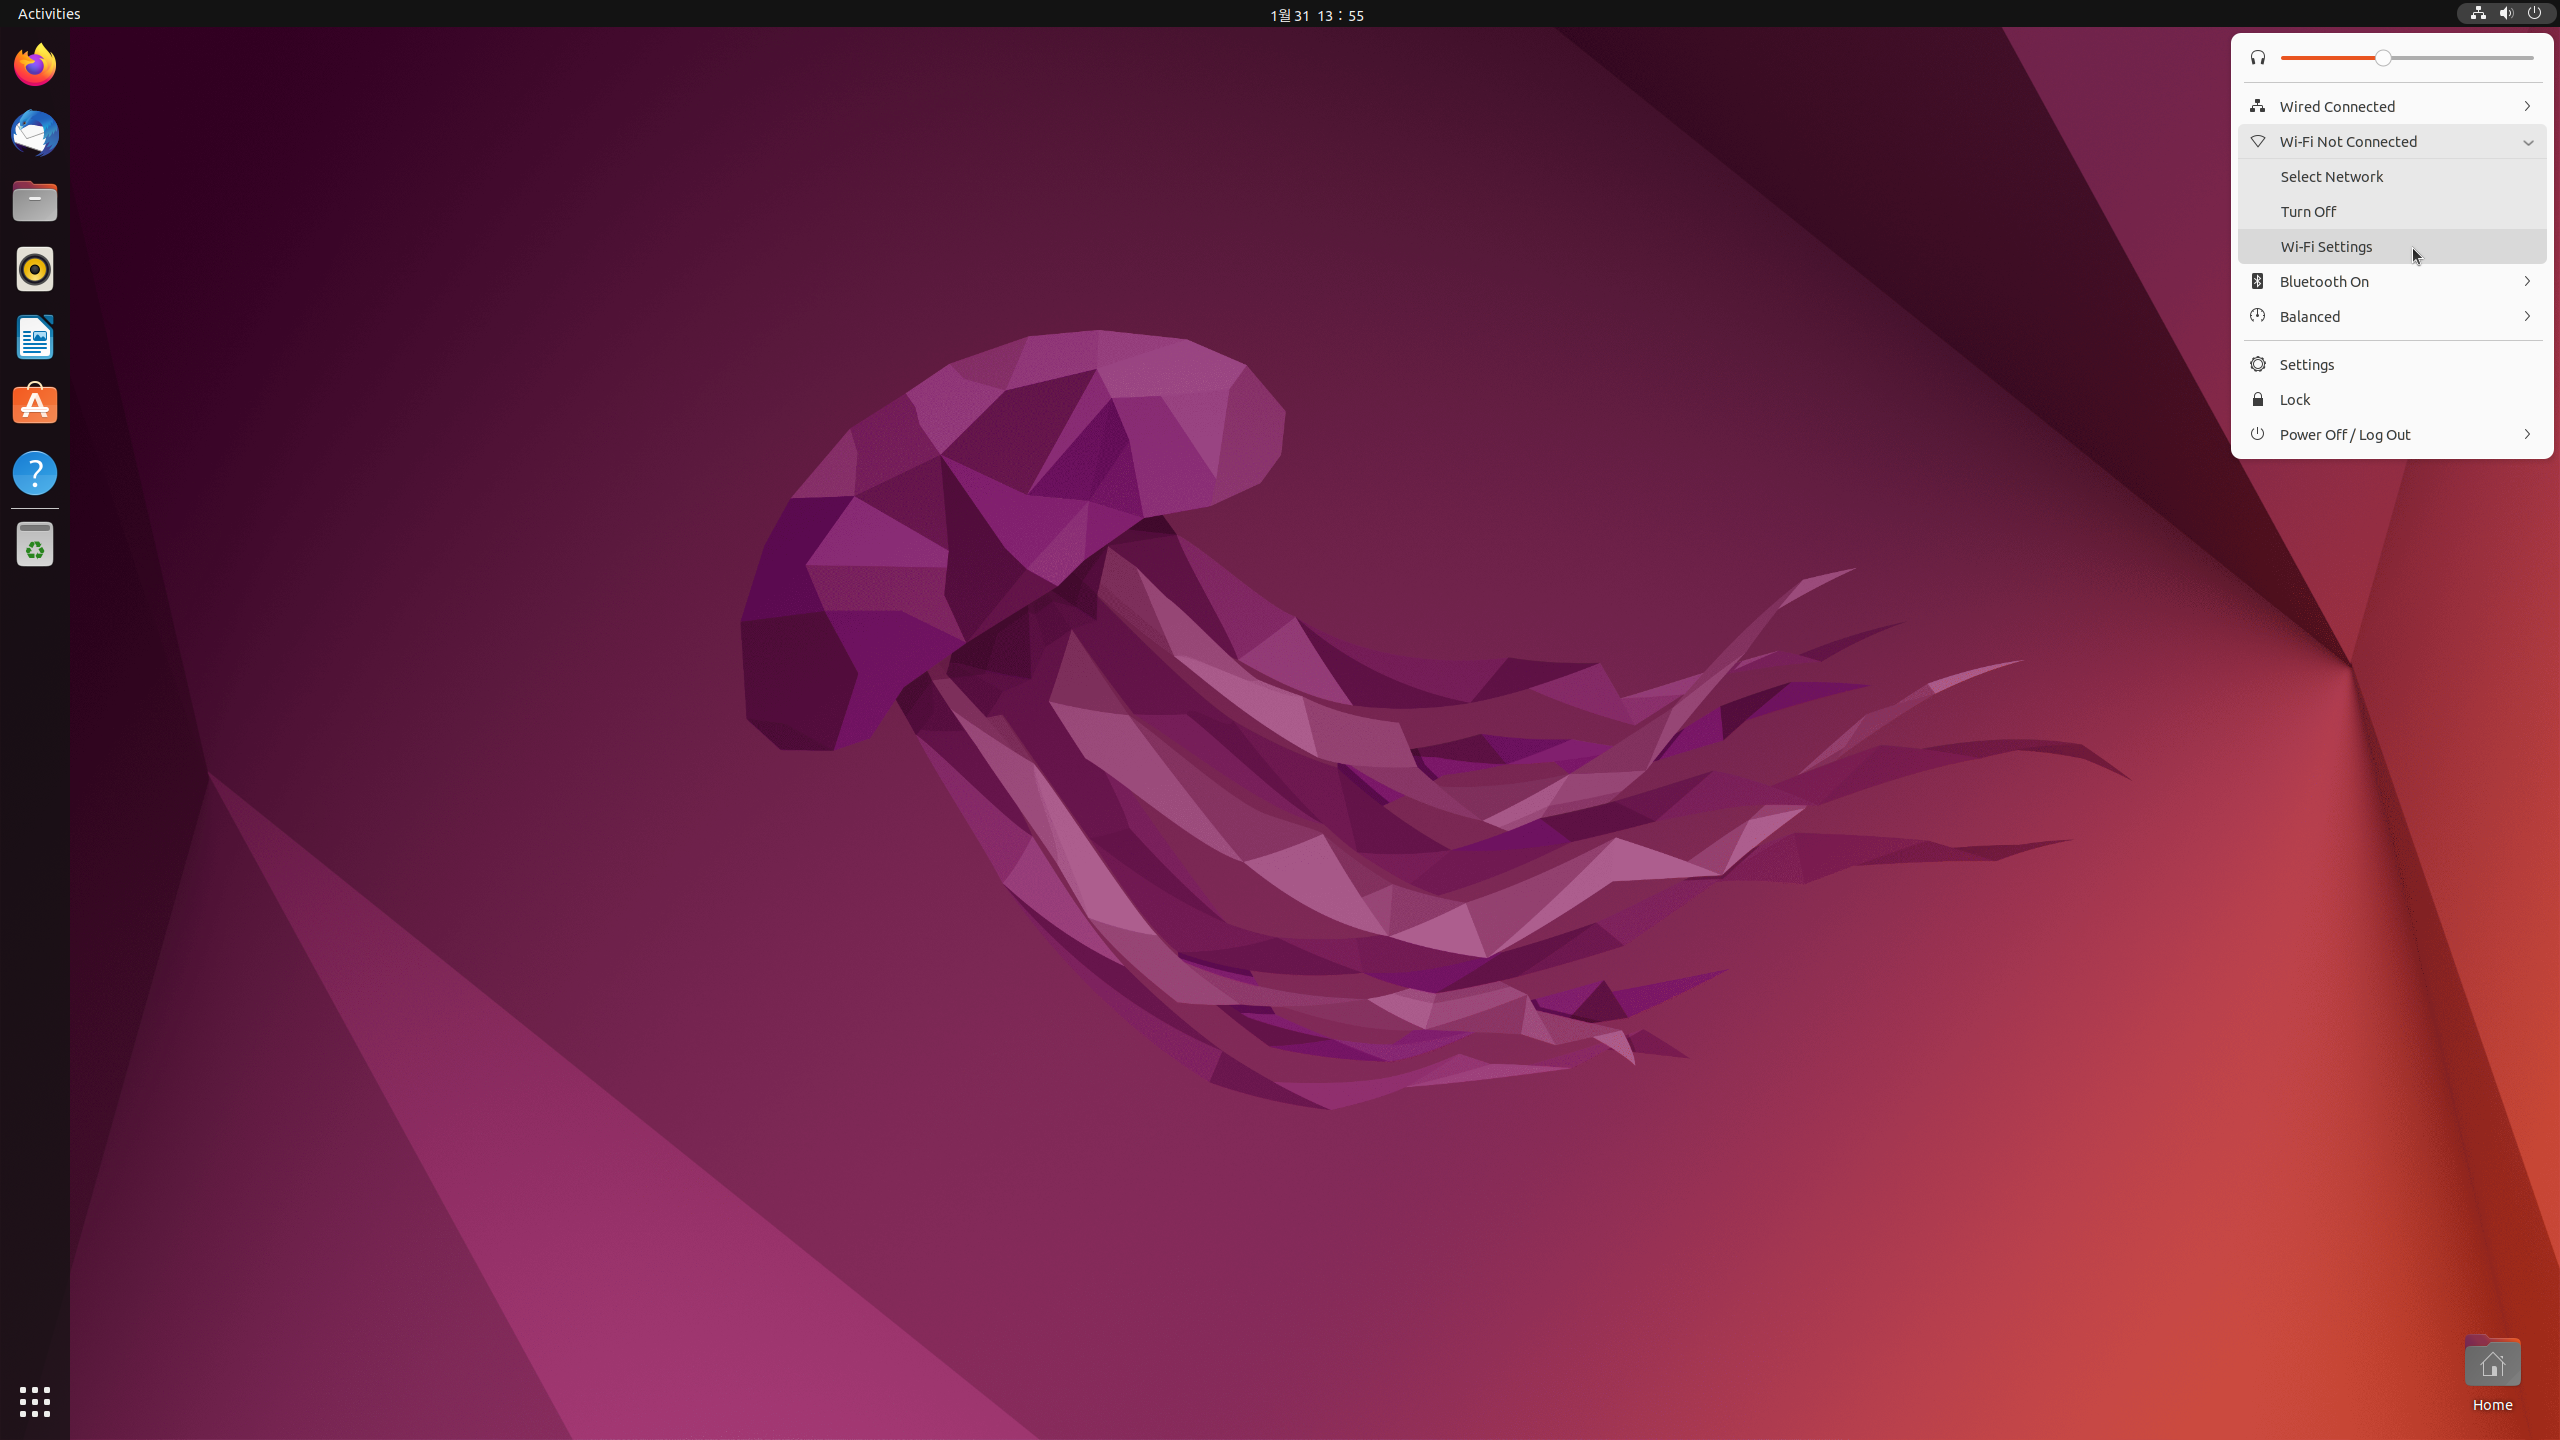 Activities
1월 31 13 : 55
Wired Connected
Wi-Fi Not Connected
Select Network
Turn Off
Wi-Fi Settings
Bluetooth On
Balanced
Settings
Lock
Power Off / Log Out
Home